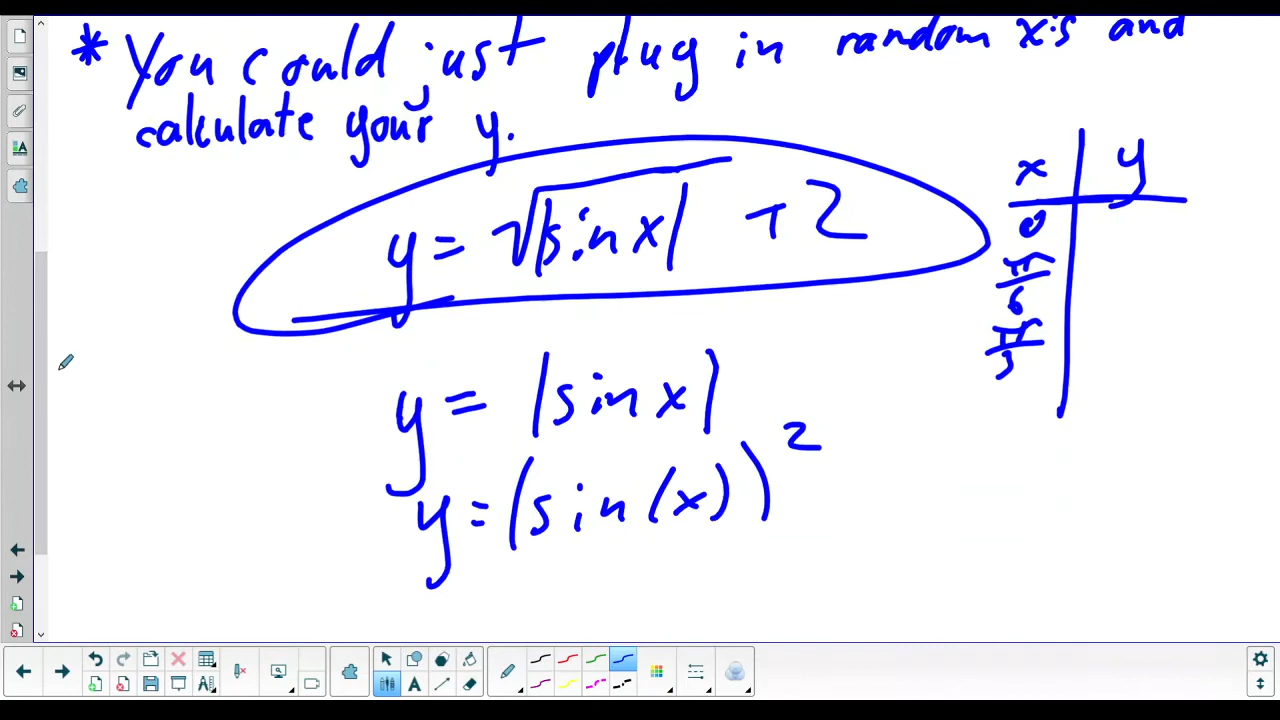 * You could just plug in random x's and
calculate your y.
y = √|sin x| + 2
x y
0
π/6
π/3
y = |sin x|
y = (sin(x))²